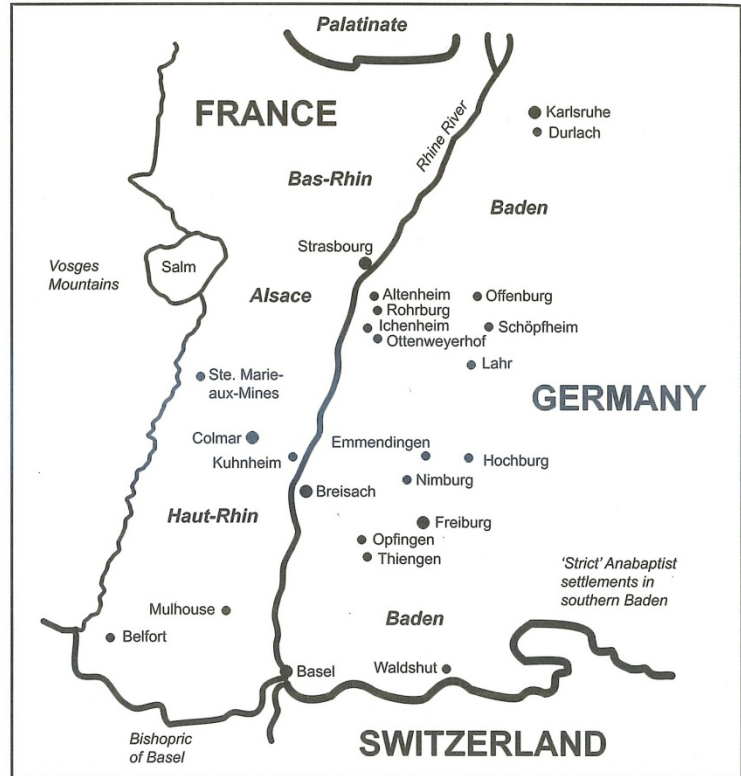 Palatinate
FRANCE
Rhine River
Karlsruhe
Durlach
Bas-Rhin
Baden
Strasbourg
Vosges
Mountains
Salm
Alsace
Altenheim
Offenburg
Rohrburg
Ichenheim
Schöpfheim
Ottenweyerhof
Lahr
Ste. Marie-
aux-Mines
GERMANY
Colmar
Emmendingen
Kuhnheim
Hochburg
Nimburg
Breisach
Haut-Rhin
Freiburg
Opfingen
Thiengen
'Strict' Anabaptist
settlements in
southern Baden
Mulhouse
Baden
Belfort
Basel
Waldshut
Bishopric
of Basel
SWITZERLAND